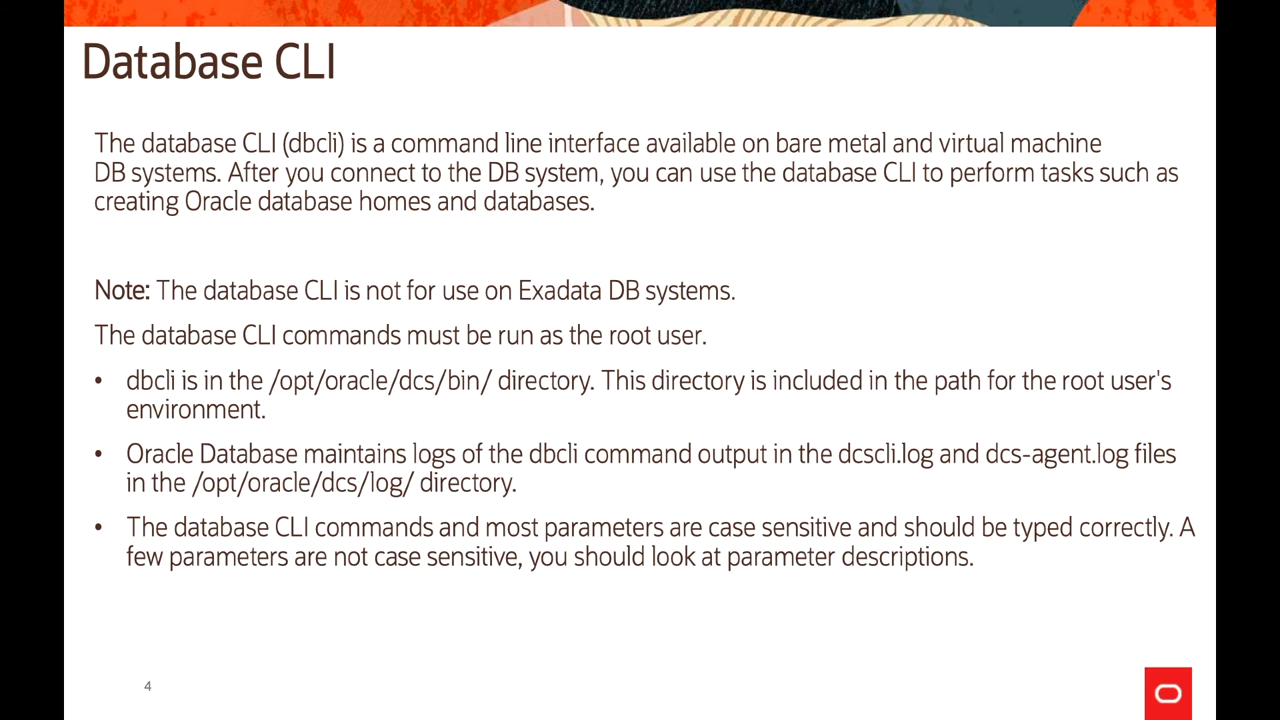 Database CLI
The database CLI (dbcli) is a command line interface available on bare metal and virtual machine
DB systems. After you connect to the DB system, you can use the database CLI to perform tasks such as
creating Oracle database homes and databases.
Note: The database CLI is not for use on Exadata DB systems.
The database CLI commands must be run as the root user.
• dbcli is in the /opt/oracle/dcs/bin/ directory. This directory is included in the path for the root user's
environment.
• Oracle Database maintains logs of the dbcli command output in the dcscli.log and dcs-agent.log files
in the /opt/oracle/dcs/log/ directory.
• The database CLI commands and most parameters are case sensitive and should be typed correctly. A
few parameters are not case sensitive, you should look at parameter descriptions.
4